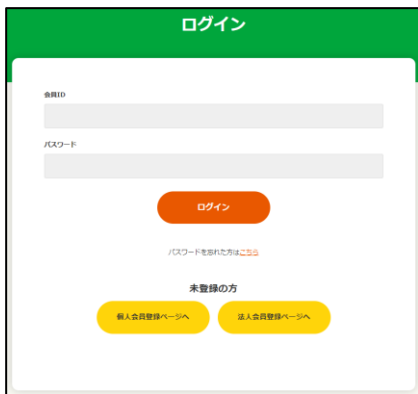 ログイン
会員ID
パスワード
ログイン
パスワードを忘れた方はこちら
未登録の方
個人会員登録ページへ 法人会員登録ページへ